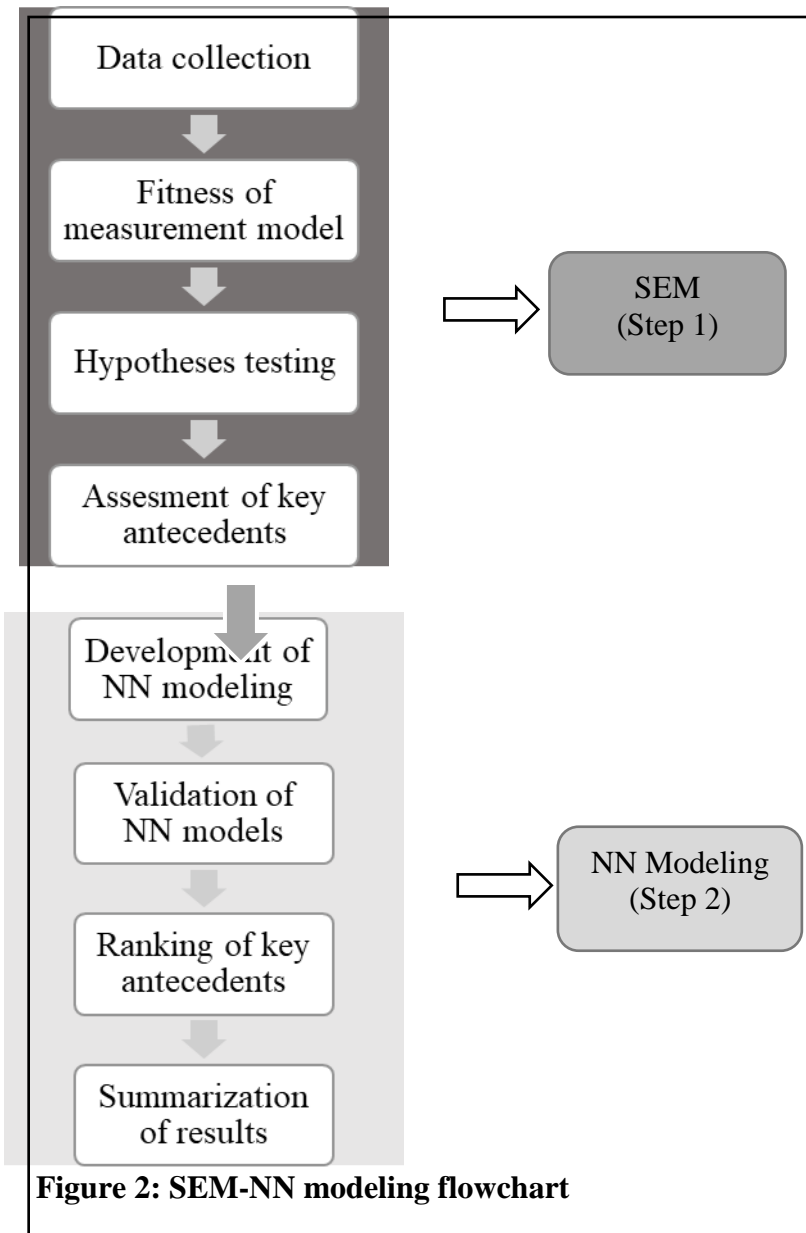 Data collection
Fitness of
measurement model
Hypotheses testing
Assesment of key
antecedents
SEM
(Step 1)
Development of
NN modeling
Validation of
NN models
Ranking of key
antecedents
Summarization
of results
NN Modeling
(Step 2)
Figure 2: SEM-NN modeling flowchart